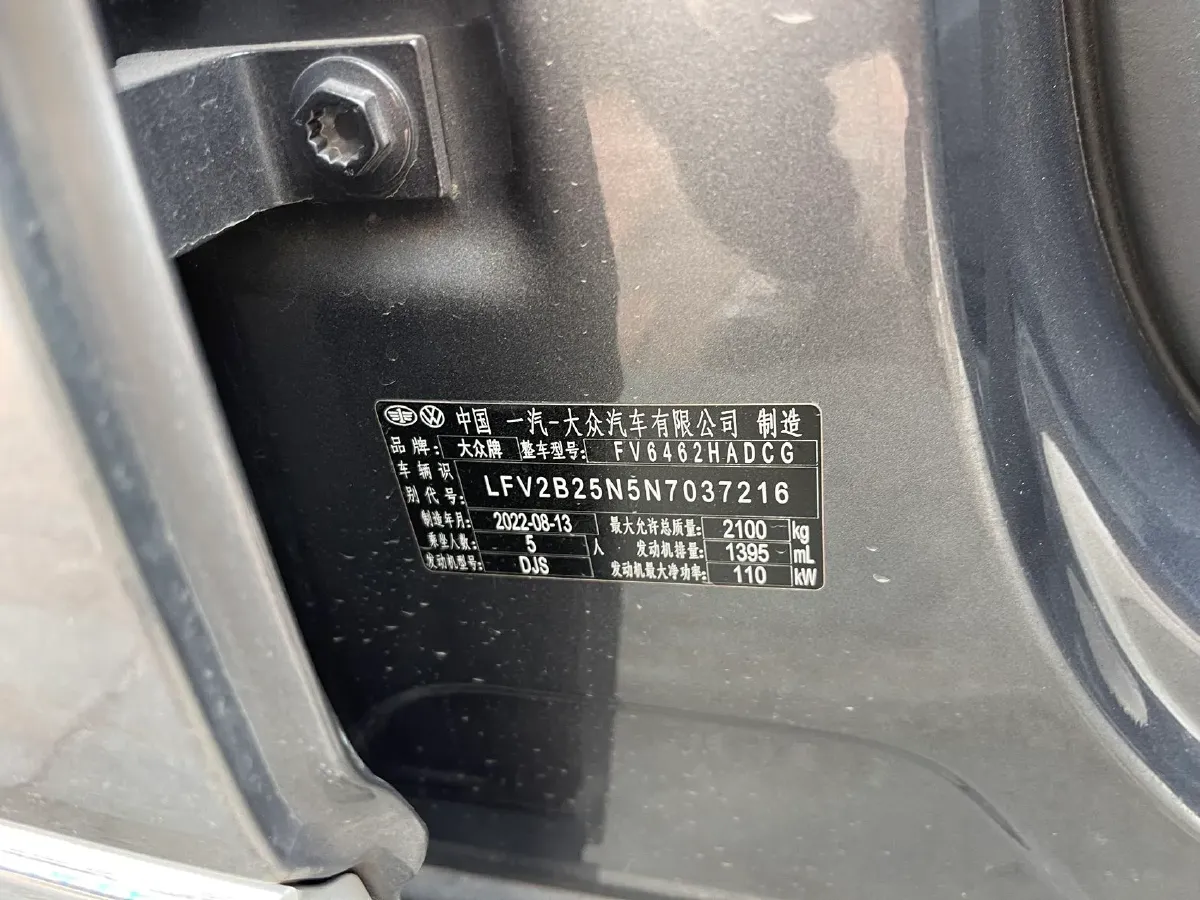 中国 一汽-大众汽车有限公司 制造
品牌: 大众牌 整车型号: FV6462HADCG
车辆识别代号: LFV2B25N5N7037216
制造年月: 2022-08-13 最大允许总质量: 2100 kg
乘坐人数: 5 人 发动机排量: 1395 mL
发动机型号: DJS 发动机最大净功率: 110 kW